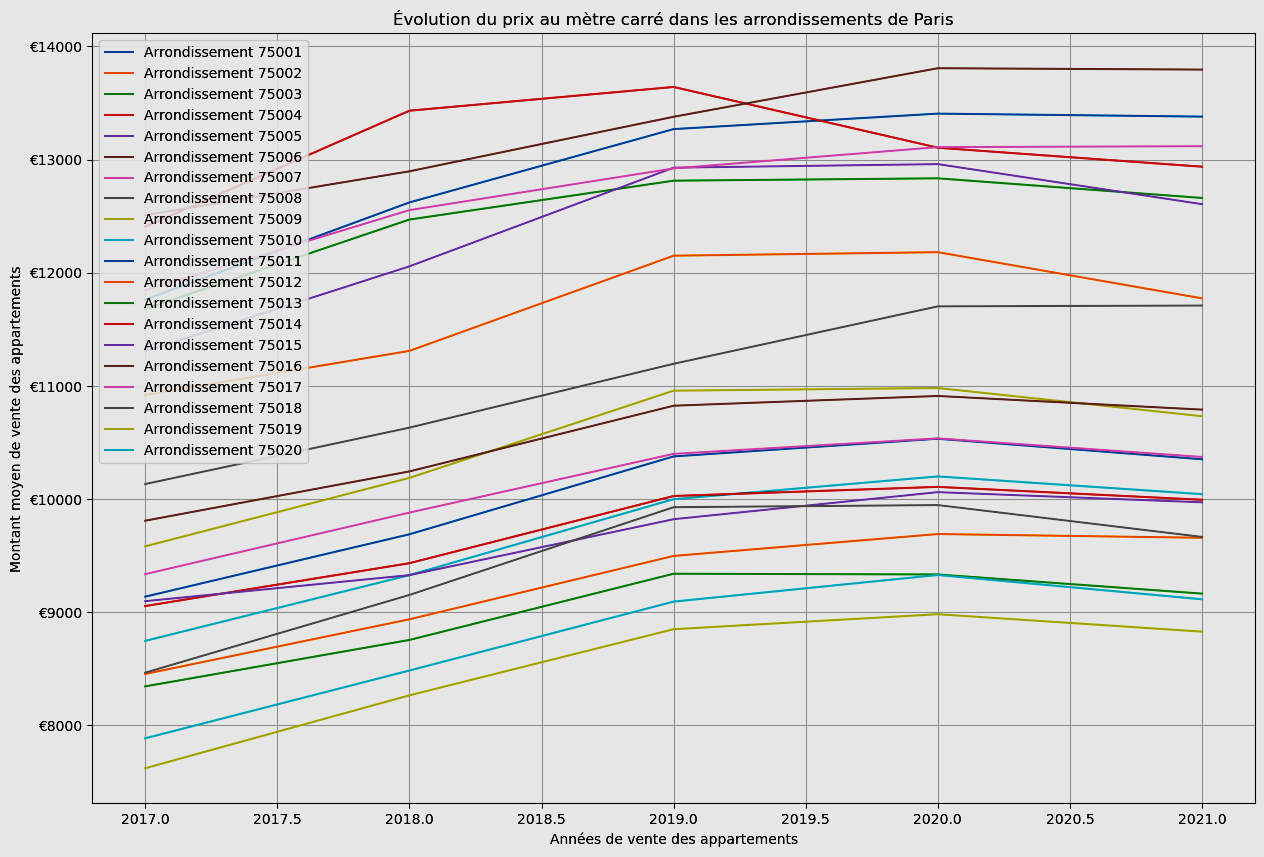 Évolution du prix au mètre carré dans les arrondissements de Paris
€14000
€13000
€12000
€11000
€10000
€9000
€8000
Montant moyen de vente des appartements
Arrondissement 75001
Arrondissement 75002
Arrondissement 75003
Arrondissement 75004
Arrondissement 75005
Arrondissement 75006
Arrondissement 75007
Arrondissement 75008
Arrondissement 75009
Arrondissement 75010
Arrondissement 75011
Arrondissement 75012
Arrondissement 75013
Arrondissement 75014
Arrondissement 75015
Arrondissement 75016
Arrondissement 75017
Arrondissement 75018
Arrondissement 75019
Arrondissement 75020
2017.0 2017.5 2018.0 2018.5 2019.0 2019.5 2020.0 2020.5 2021.0
Années de vente des appartements